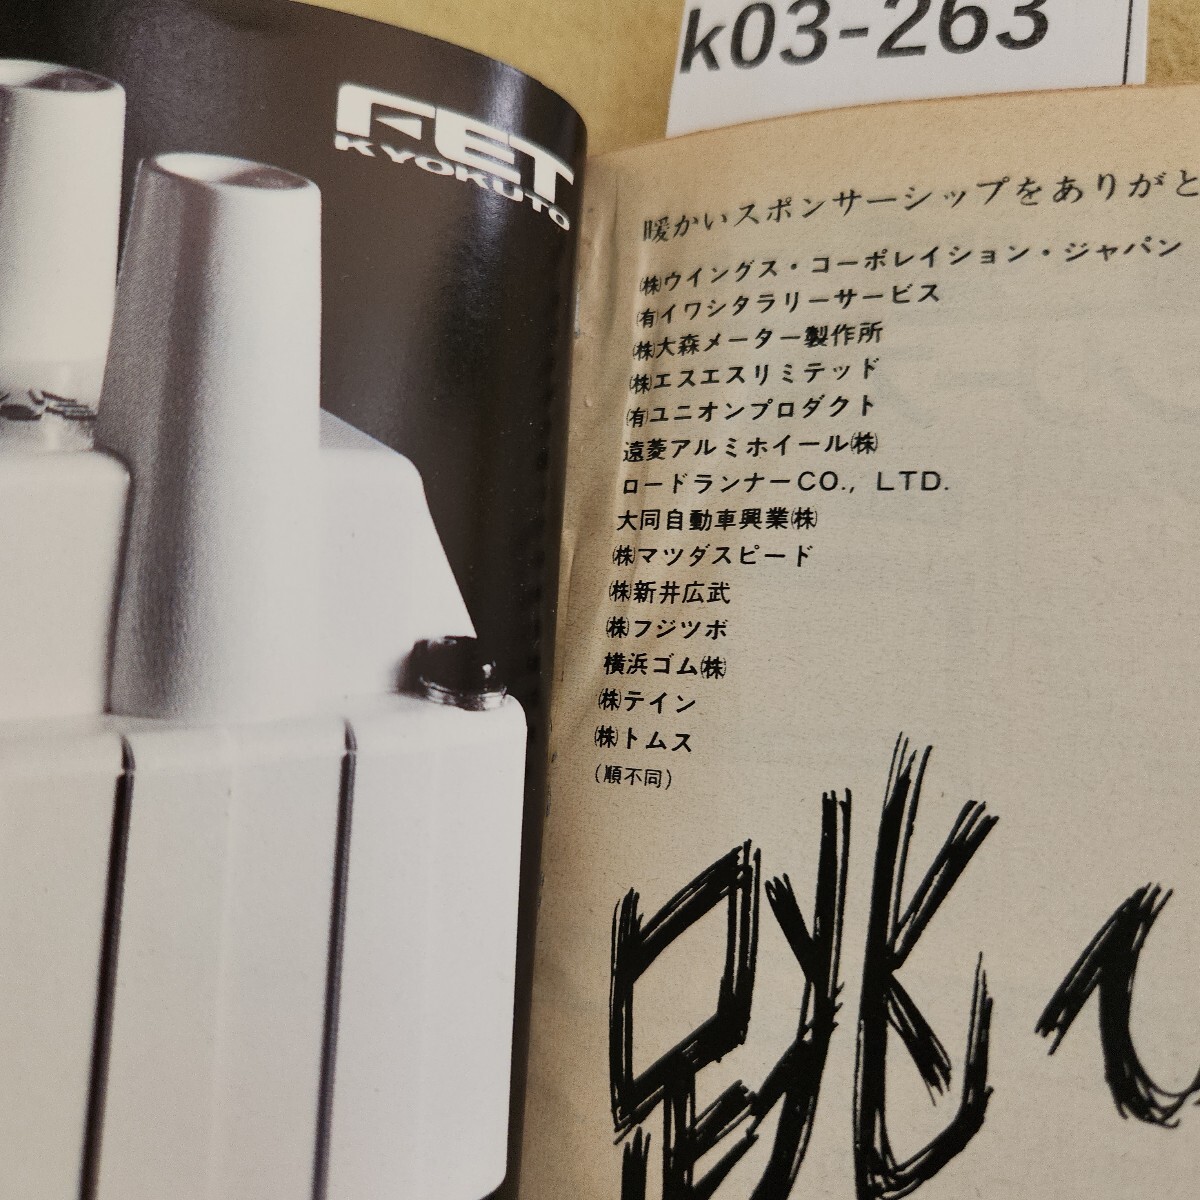 k03-263
FET
KYOKUTO
暖かいスポンサーシップをありがと
㈱ウイングス・コーポレイション・ジャパン
㈲イワシタラリーサービス
㈱大森メーター製作所
㈱エスエスリミテッド
㈲ユニオンプロダクト
遠菱アルミホイール㈱
ロードランナーCO., LTD.
大同自動車興業㈱
㈱マツダスピード
㈱新井広武
㈱フジツボ
横浜ゴム㈱
㈱テイン
㈱トムス
(順不同)
跳